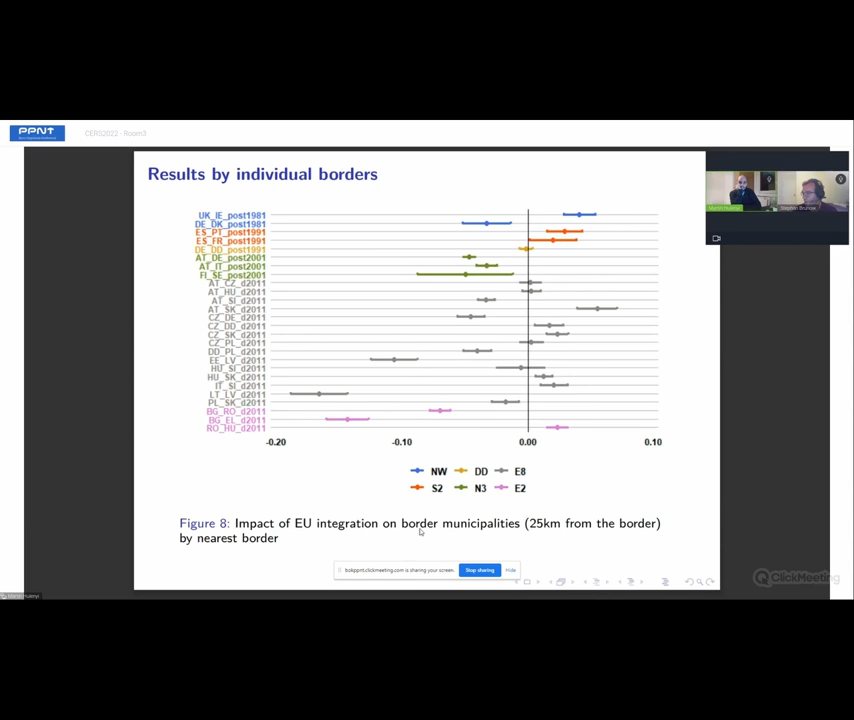 PPNT
CERS2022 - Room3
Results by individual borders
UK_IE_post1981
DE_DK_post1981
ES_PT_post1991
ES_FR_post1991
DE_DD_post1991
AT_DE_post2001
AT_IT_post2001
FI_SE_post2001
AT_CZ_d2011
AT_HU_d2011
AT_SI_d2011
AT_SK_d2011
CZ_DE_d2011
CZ_DD_d2011
CZ_SK_d2011
CZ_PL_d2011
DD_PL_d2011
EE_LV_d2011
HU_SI_d2011
HU_SK_d2011
IT_SI_d2011
LT_LV_d2011
PL_SK_d2011
BG_RO_d2011
BG_EL_d2011
RO_HU_d2011
-0.20 -0.10 0.00 0.10
NW DD E8
S2 N3 E2
Figure 8: Impact of EU integration on border municipalities (25km from the border)
by nearest border
bokppnt.clickmeeting.com is sharing your screen. Stop sharing Hide
ClickMeeting